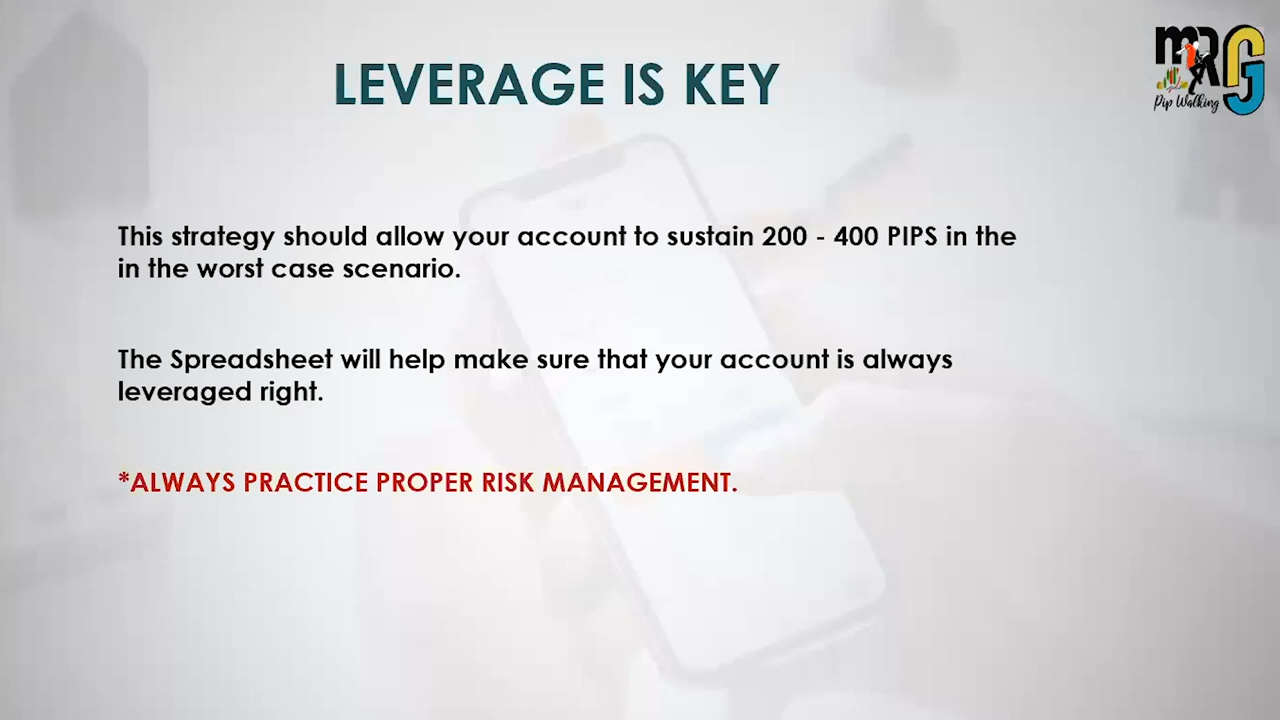 LEVERAGE IS KEY
MRG
Pip Walking
This strategy should allow your account to sustain 200 - 400 PIPS in the
in the worst case scenario.
The Spreadsheet will help make sure that your account is always
leveraged right.
*ALWAYS PRACTICE PROPER RISK MANAGEMENT.